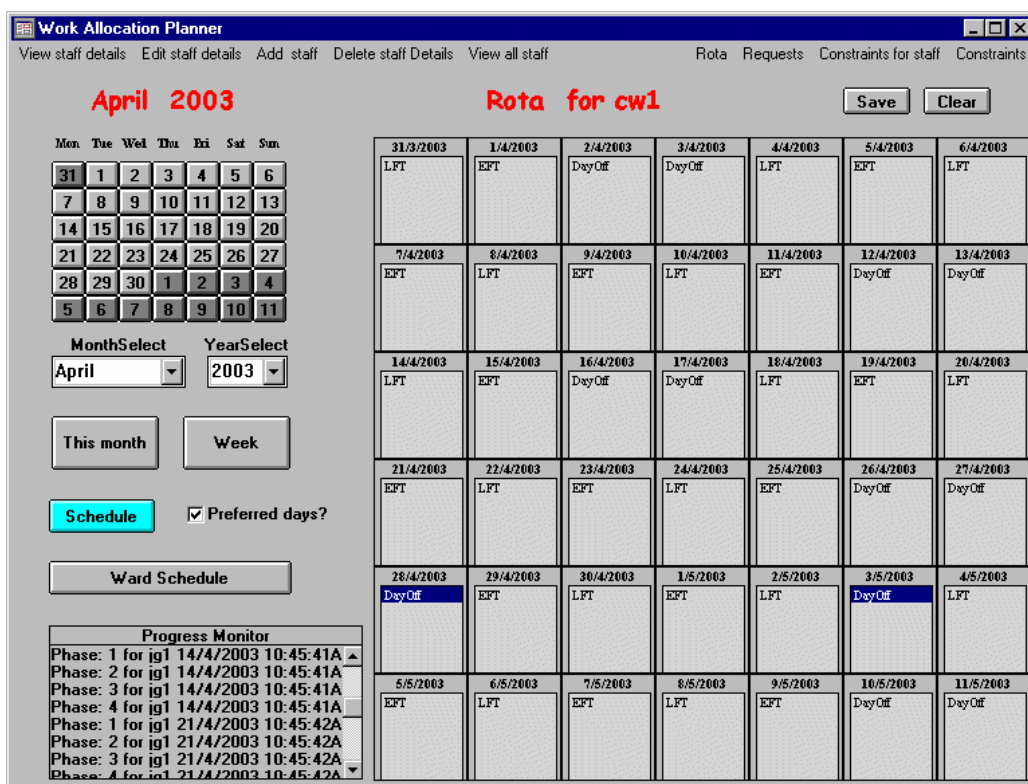 Work Allocation Planner
View staff details Edit staff details Add staff Delete staff Details View all staff Rota Requests Constraints for staff Constraints
April 2003 Rota for cw1 Save Clear
Mon Tue Wed Thu Fri Sat Sun
31 1 2 3 4 5 6
7 8 9 10 11 12 13
14 15 16 17 18 19 20
21 22 23 24 25 26 27
28 29 30 1 2 3 4
5 6 7 8 9 10 11
MonthSelect YearSelect
April 2003
This month Week
Schedule Preferred days?
Ward Schedule
Progress Monitor
Phase: 1 for jg1 14/4/2003 10:45:41A
Phase: 2 for jg1 14/4/2003 10:45:41A
Phase: 3 for jg1 14/4/2003 10:45:41A
Phase: 4 for jg1 14/4/2003 10:45:41A
Phase: 1 for jg1 21/4/2003 10:45:42A
Phase: 2 for jg1 21/4/2003 10:45:42A
Phase: 3 for jg1 21/4/2003 10:45:42A
Phase: 4 for jg1 21/4/2003 10:45:42A
31/3/2003 1/4/2003 2/4/2003 3/4/2003 4/4/2003 5/4/2003 6/4/2003
LFT EFT DayOff DayOff LFT EFT LFT
7/4/2003 8/4/2003 9/4/2003 10/4/2003 11/4/2003 12/4/2003 13/4/2003
EFT LFT EFT LFT EFT DayOff DayOff
14/4/2003 15/4/2003 16/4/2003 17/4/2003 18/4/2003 19/4/2003 20/4/2003
LFT EFT DayOff DayOff LFT EFT LFT
21/4/2003 22/4/2003 23/4/2003 24/4/2003 25/4/2003 26/4/2003 27/4/2003
EFT LFT EFT LFT EFT DayOff DayOff
28/4/2003 29/4/2003 30/4/2003 1/5/2003 2/5/2003 3/5/2003 4/5/2003
DayOff EFT LFT EFT LFT DayOff LFT
5/5/2003 6/5/2003 7/5/2003 8/5/2003 9/5/2003 10/5/2003 11/5/2003
EFT LFT EFT LFT EFT DayOff DayOff